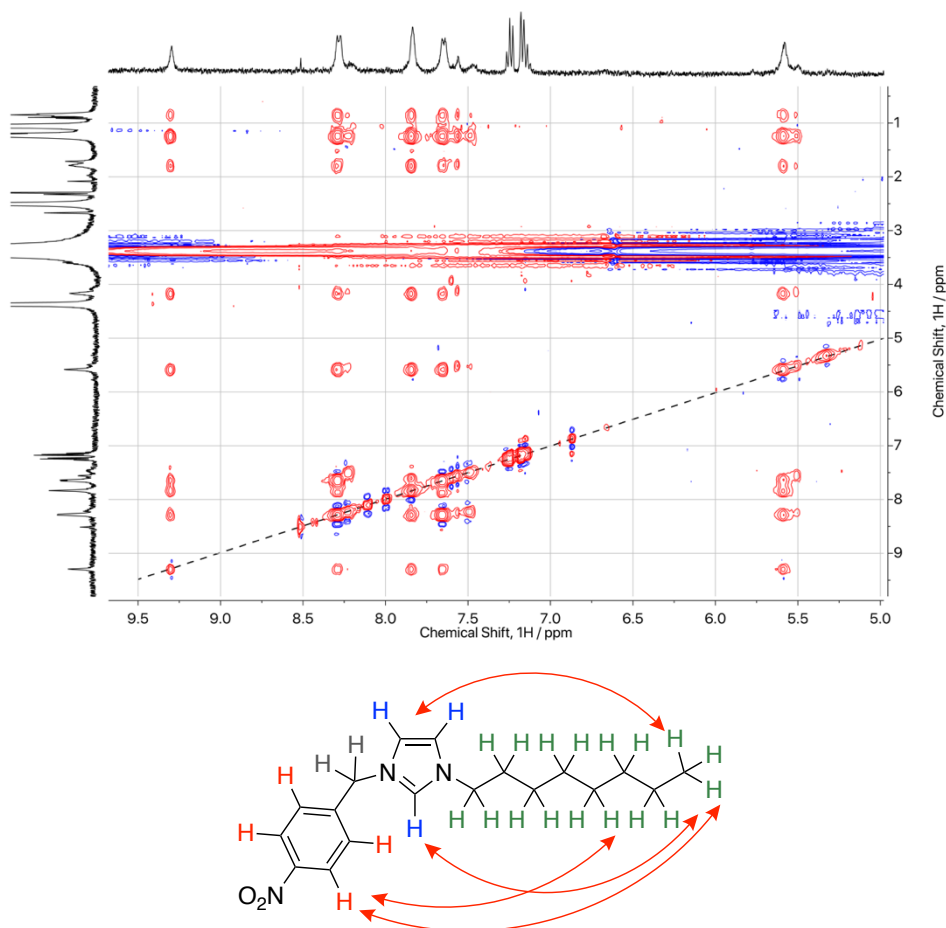 1
2
3
4
5
6
7
8
9
Chemical Shift, 1H / ppm
9.5 9.0 8.5 8.0 7.5 7.0 6.5 6.0 5.5 5.0
Chemical Shift, 1H / ppm
H H H H H H H H
H H N N H
H H
H H H H H H H H H
H H
O₂N H